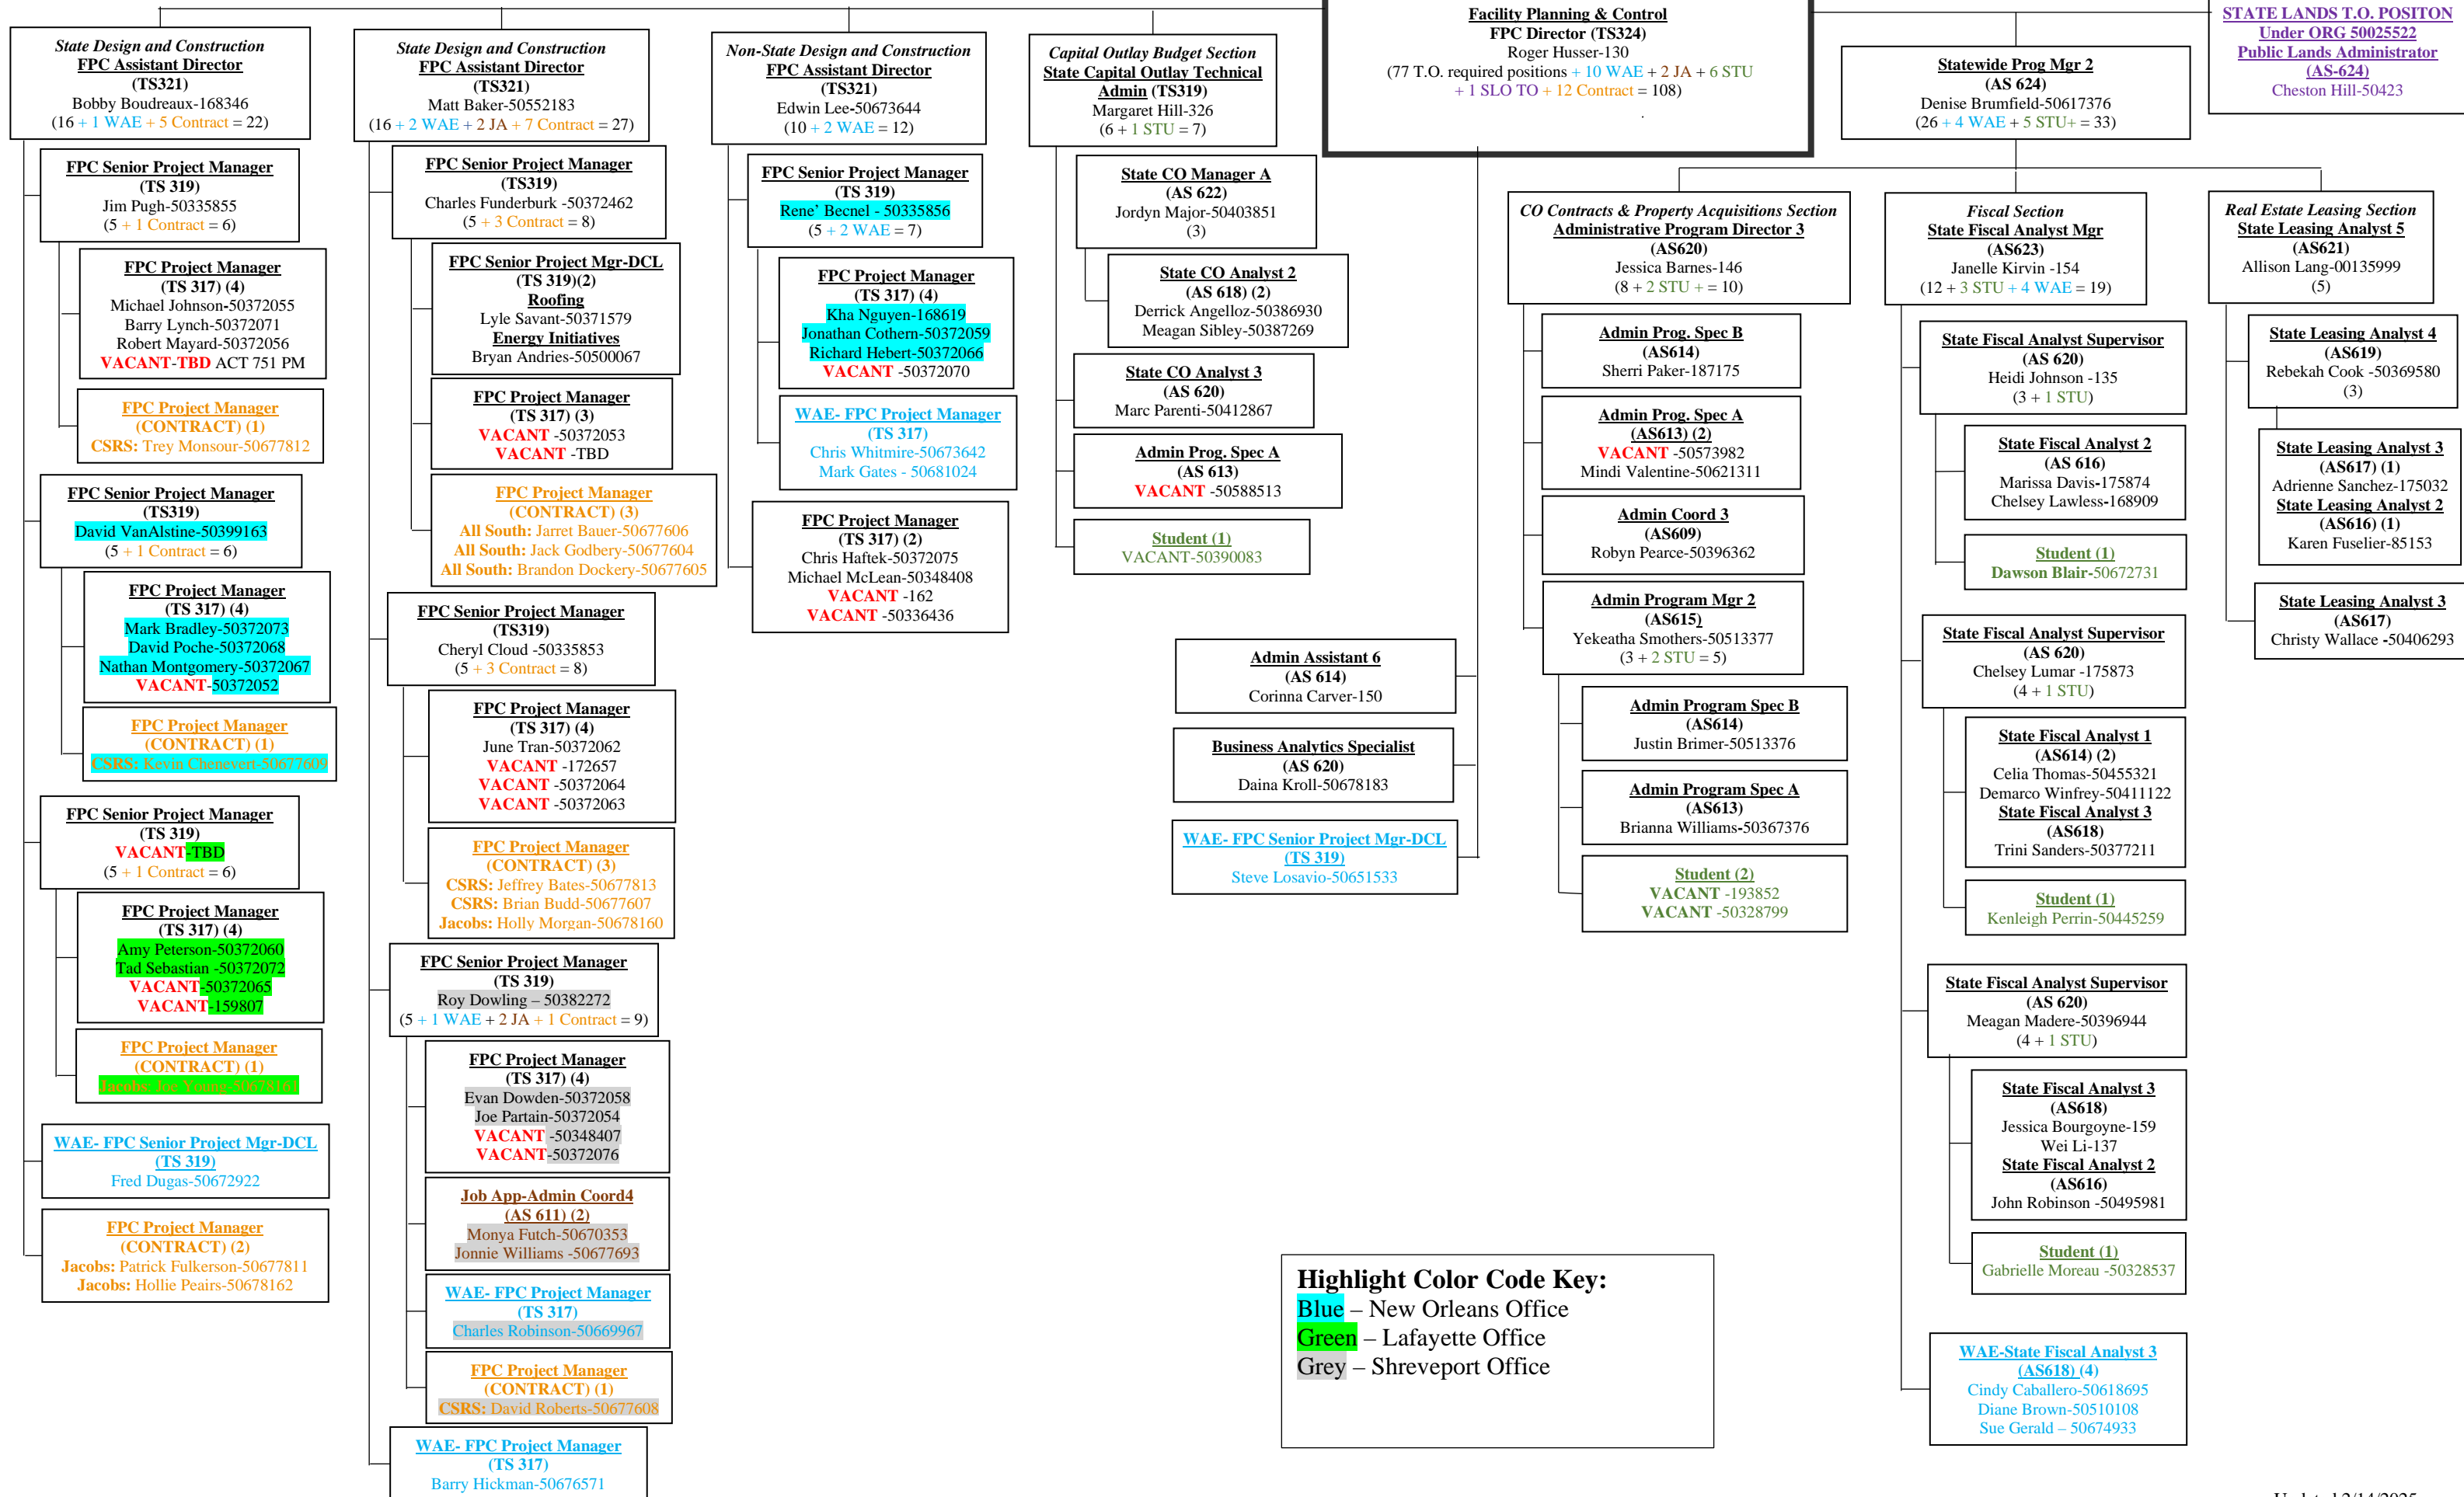 Facility Planning & Control
FPC Director (TS324)
Roger Husser-130
(77 T.O. required positions + 10 WAE + 2 JA + 6 STU
+ 1 SLO TO + 12 Contract = 108)
STATE LANDS T.O. POSITON
Under ORG 50025522
Public Lands Administrator
(AS-624)
Cheston Hill-50423
State Design and Construction
FPC Assistant Director
(TS321)
Bobby Boudreaux-168346
(16 + 1 WAE + 5 Contract = 22)
FPC Senior Project Manager
(TS 319)
Jim Pugh-50335855
(5 + 1 Contract = 6)
FPC Project Manager
(TS 317) (4)
Michael Johnson-50372055
Barry Lynch-50372071
Robert Mayard-50372056
VACANT-TBD ACT 751 PM
FPC Project Manager
(CONTRACT) (1)
CSRS: Trey Monsour-50677812
FPC Senior Project Manager
(TS319)
David VanAlstine-50399163
(5 + 1 Contract = 6)
FPC Project Manager
(TS 317) (4)
Mark Bradley-50372073
David Poche-50372068
Nathan Montgomery-50372067
VACANT-50372052
FPC Project Manager
(CONTRACT) (1)
CSRS: Kevin Chenevert-50677609
FPC Senior Project Manager
(TS 319)
VACANT-TBD
(5 + 1 Contract = 6)
FPC Project Manager
(TS 317) (4)
Amy Peterson-50372060
Tad Sebastian -50372072
VACANT-50372065
VACANT-159807
FPC Project Manager
(CONTRACT) (1)
Jacobs: Joe Young-50678161
WAE- FPC Senior Project Mgr-DCL
(TS 319)
Fred Dugas-50672922
FPC Project Manager
(CONTRACT) (2)
Jacobs: Patrick Fulkerson-50677811
Jacobs: Hollie Peairs-50678162
State Design and Construction
FPC Assistant Director
(TS321)
Matt Baker-50552183
(16 + 2 WAE + 2 JA + 7 Contract = 27)
FPC Senior Project Manager
(TS319)
Charles Funderburk -50372462
(5 + 3 Contract = 8)
FPC Senior Project Mgr-DCL
(TS 319)(2)
Roofing
Lyle Savant-50371579
Energy Initiatives
Bryan Andries-50500067
FPC Project Manager
(TS 317) (3)
VACANT -50372053
VACANT -TBD
FPC Project Manager
(CONTRACT) (3)
All South: Jarret Bauer-50677606
All South: Jack Godbery-50677604
All South: Brandon Dockery-50677605
FPC Senior Project Manager
(TS319)
Cheryl Cloud -50335853
(5 + 3 Contract = 8)
FPC Project Manager
(TS 317) (4)
June Tran-50372062
VACANT -172657
VACANT -50372064
VACANT -50372063
FPC Project Manager
(CONTRACT) (3)
CSRS: Jeffrey Bates-50677813
CSRS: Brian Budd-50677607
Jacobs: Holly Morgan-50678160
FPC Senior Project Manager
(TS 319)
Roy Dowling – 50382272
(5 + 1 WAE + 2 JA + 1 Contract = 9)
FPC Project Manager
(TS 317) (4)
Evan Dowden-50372058
Joe Partain-50372054
VACANT -50348407
VACANT-50372076
Job App-Admin Coord4
(AS 611) (2)
Monya Futch-50670353
Jonnie Williams -50677693
WAE- FPC Project Manager
(TS 317)
Charles Robinson-50669967
FPC Project Manager
(CONTRACT) (1)
CSRS: David Roberts-50677608
WAE- FPC Project Manager
(TS 317)
Barry Hickman-50676571
Non-State Design and Construction
FPC Assistant Director
(TS321)
Edwin Lee-50673644
(10 + 2 WAE = 12)
FPC Senior Project Manager
(TS 319)
Rene’ Becnel - 50335856
(5 + 2 WAE = 7)
FPC Project Manager
(TS 317) (4)
Kha Nguyen-168619
Jonathan Cothern-50372059
Richard Hebert-50372066
VACANT -50372070
WAE- FPC Project Manager
(TS 317)
Chris Whitmire-50673642
Mark Gates - 50681024
FPC Project Manager
(TS 317) (2)
Chris Haftek-50372075
Michael McLean-50348408
VACANT -162
VACANT -50336436
Capital Outlay Budget Section
State Capital Outlay Technical
Admin (TS319)
Margaret Hill-326
(6 + 1 STU = 7)
State CO Manager A
(AS 622)
Jordyn Major-50403851
(3)
State CO Analyst 2
(AS 618) (2)
Derrick Angelloz-50386930
Meagan Sibley-50387269
State CO Analyst 3
(AS 620)
Marc Parenti-50412867
Admin Prog. Spec A
(AS 613)
VACANT -50588513
Student (1)
VACANT-50390083
Admin Assistant 6
(AS 614)
Corinna Carver-150
Business Analytics Specialist
(AS 620)
Daina Kroll-50678183
WAE- FPC Senior Project Mgr-DCL
(TS 319)
Steve Losavio-50651533
Statewide Prog Mgr 2
(AS 624)
Denise Brumfield-50617376
(26 + 4 WAE + 5 STU+ = 33)
CO Contracts & Property Acquisitions Section
Administrative Program Director 3
(AS620)
Jessica Barnes-146
(8 + 2 STU + = 10)
Admin Prog. Spec B
(AS614)
Sherri Paker-187175
Admin Prog. Spec A
(AS613) (2)
VACANT -50573982
Mindi Valentine-50621311
Admin Coord 3
(AS609)
Robyn Pearce-50396362
Admin Program Mgr 2
(AS615)
Yekeatha Smothers-50513377
(3 + 2 STU = 5)
Admin Program Spec B
(AS614)
Justin Brimer-50513376
Admin Program Spec A
(AS613)
Brianna Williams-50367376
Student (2)
VACANT -193852
VACANT -50328799
Fiscal Section
State Fiscal Analyst Mgr
(AS623)
Janelle Kirvin -154
(12 + 3 STU + 4 WAE = 19)
State Fiscal Analyst Supervisor
(AS 620)
Heidi Johnson -135
(3 + 1 STU)
State Fiscal Analyst 2
(AS 616)
Marissa Davis-175874
Chelsey Lawless-168909
Student (1)
Dawson Blair-50672731
State Fiscal Analyst Supervisor
(AS 620)
Chelsey Lumar -175873
(4 + 1 STU)
State Fiscal Analyst 1
(AS614) (2)
Celia Thomas-50455321
Demarco Winfrey-50411122
State Fiscal Analyst 3
(AS618)
Trini Sanders-50377211
Student (1)
Kenleigh Perrin-50445259
State Fiscal Analyst Supervisor
(AS 620)
Meagan Madere-50396944
(4 + 1 STU)
State Fiscal Analyst 3
(AS618)
Jessica Bourgoyne-159
Wei Li-137
State Fiscal Analyst 2
(AS616)
John Robinson -50495981
Student (1)
Gabrielle Moreau -50328537
WAE-State Fiscal Analyst 3
(AS618) (4)
Cindy Caballero-50618695
Diane Brown-50510108
Sue Gerald – 50674933
Real Estate Leasing Section
State Leasing Analyst 5
(AS621)
Allison Lang-00135999
(5)
State Leasing Analyst 4
(AS619)
Rebekah Cook -50369580
(3)
State Leasing Analyst 3
(AS617) (1)
Adrienne Sanchez-175032
State Leasing Analyst 2
(AS616) (1)
Karen Fuselier-85153
State Leasing Analyst 3
(AS617)
Christy Wallace -50406293
Highlight Color Code Key:
Blue – New Orleans Office
Green – Lafayette Office
Grey – Shreveport Office
Updated 2/14/2025